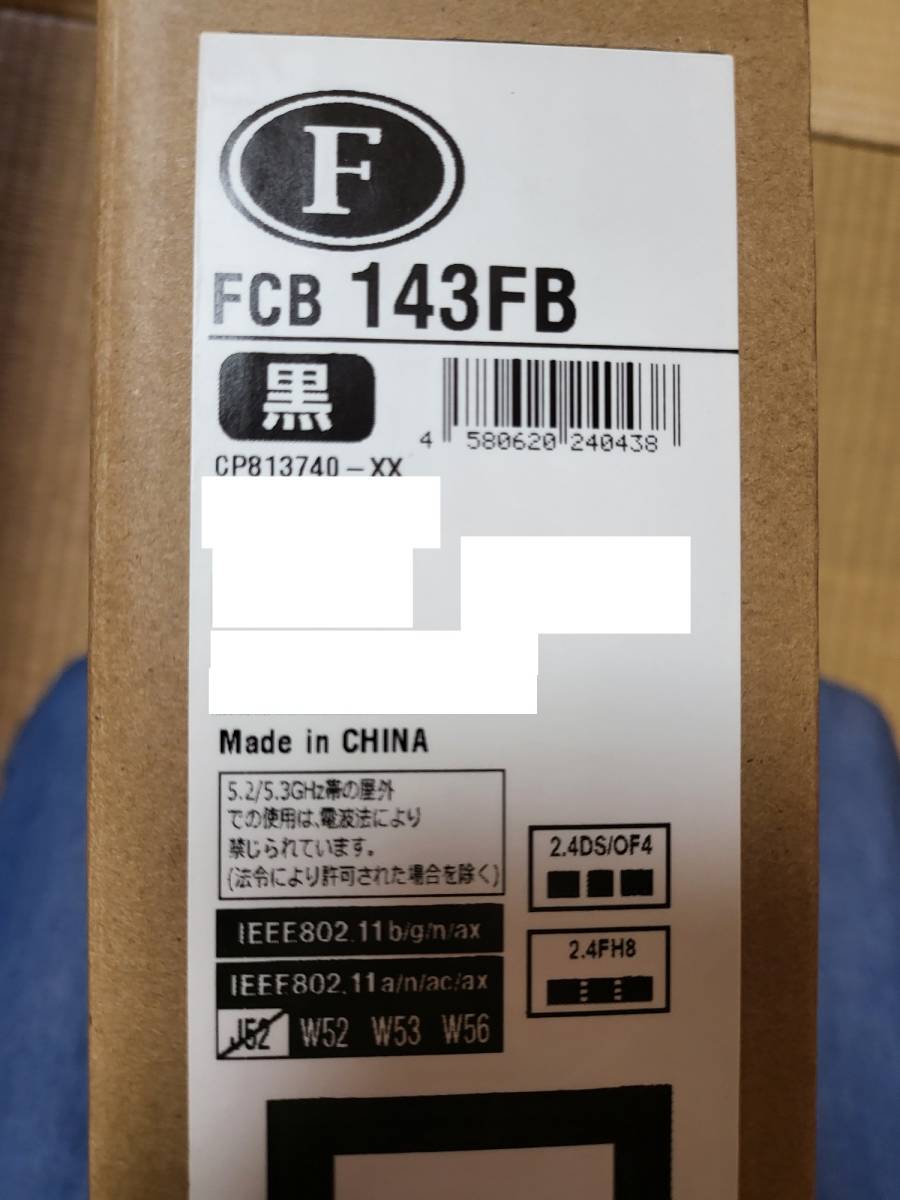 F
FCB 143FB
黒
4 580620 240438
CP813740-XX
Made in CHINA
5.2/5.3GHz帯の屋外
での使用は、電波法により
禁じられています。
(法令により許可された場合を除く)
2.4DS/OF4
IEEE802.11b/g/n/ax
2.4FH8
IEEE802.11a/n/ac/ax
J52 W52 W53 W56